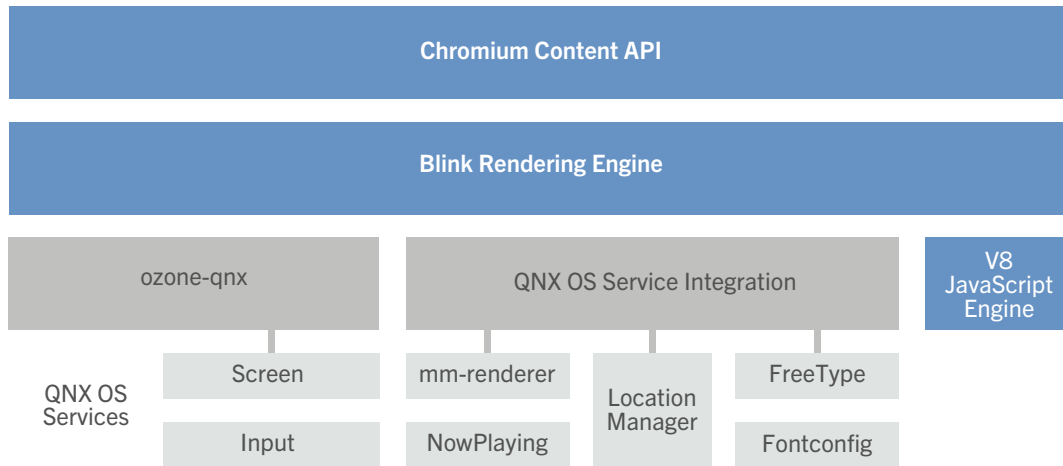 Chromium Content API
Blink Rendering Engine
ozone-qnx
QNX OS Service Integration
V8
JavaScript
Engine
QNX OS
Services
Screen
Input
mm-renderer
NowPlaying
Location
Manager
FreeType
Fontconfig